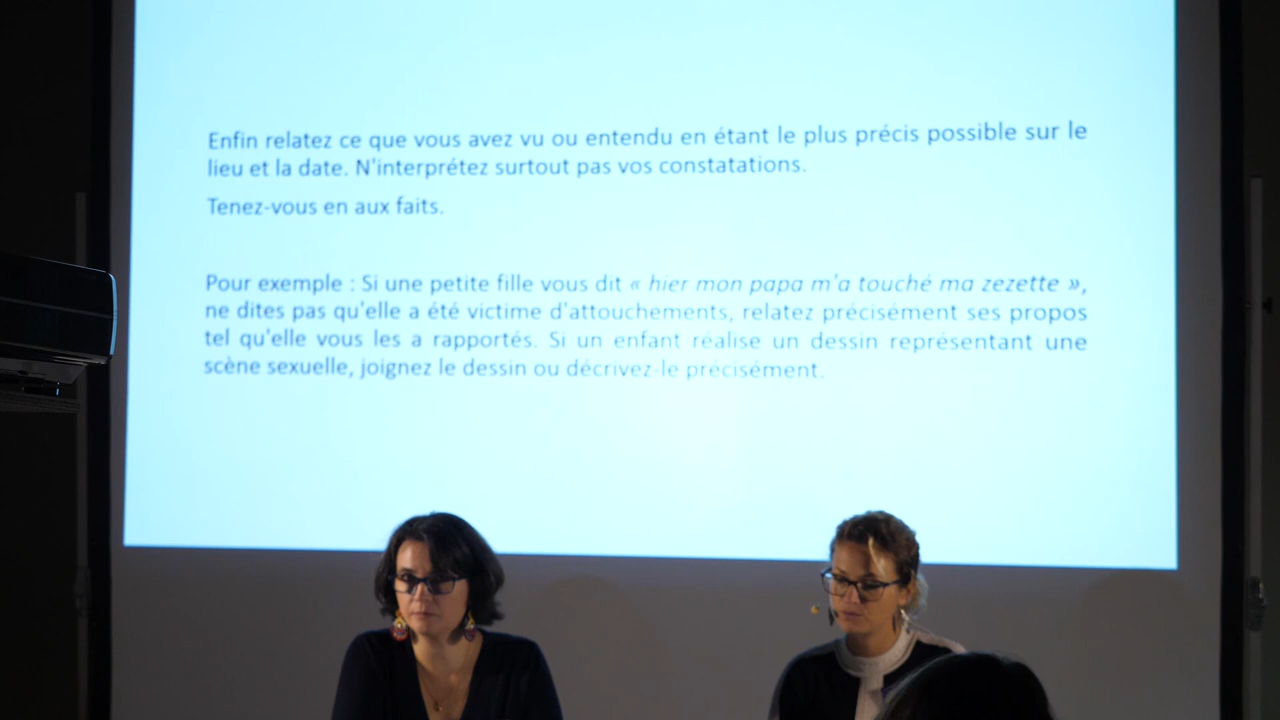 Enfin relatez ce que vous avez vu ou entendu en étant le plus précis possible sur le
lieu et la date. N'interprétez surtout pas vos constatations.
Tenez-vous en aux faits.
Pour exemple : Si une petite fille vous dit « hier mon papa m'a touché ma zezette »,
ne dites pas qu'elle a été victime d'attouchements, relatez précisément ses propos
tel qu'elle vous les a rapportés. Si un enfant réalise un dessin représentant une
scène sexuelle, joignez le dessin ou décrivez-le précisément.